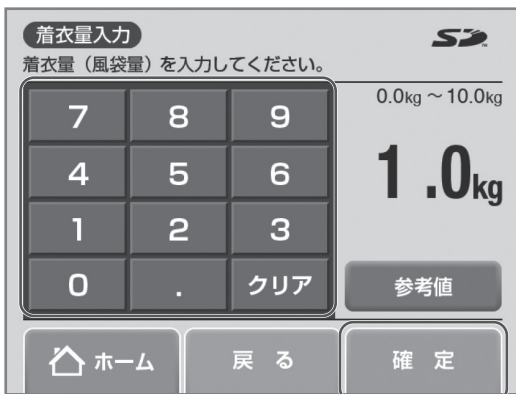 着衣量入力
着衣量（風袋量）を入力してください。
SD
0.0kg ～ 10.0kg
7 8 9
4 5 6
1 2 3
0 . クリア
1.0kg
参考値
ホーム 戻る 確定